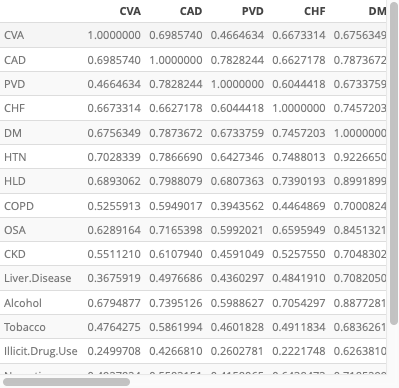 CVA CAD PVD CHF DM
CVA 1.0000000 0.6985740 0.4664634 0.6673314 0.6756349
CAD 0.6985740 1.0000000 0.7828244 0.6627178 0.7873672
PVD 0.4664634 0.7828244 1.0000000 0.6044418 0.6733759
CHF 0.6673314 0.6627178 0.6044418 1.0000000 0.7457203
DM 0.6756349 0.7873672 0.6733759 0.7457203 1.0000000
HTN 0.7028339 0.7866690 0.6427346 0.7488013 0.9226650
HLD 0.6893062 0.7988079 0.6807363 0.7390193 0.8991899
COPD 0.5255913 0.5949017 0.3943562 0.4464869 0.7000824
OSA 0.6289164 0.7165398 0.5992021 0.6595949 0.8451321
CKD 0.5511210 0.6107940 0.4591049 0.5257550 0.7048302
Liver.Disease 0.3675919 0.4976686 0.4360297 0.4841910 0.7082050
Alcohol 0.6794877 0.7395126 0.5988627 0.7054297 0.8877281
Tobacco 0.4764275 0.5861994 0.4601828 0.4911834 0.6836261
Illicit.Drug.Use 0.2499708 0.4266810 0.2602781 0.2221748 0.6263810